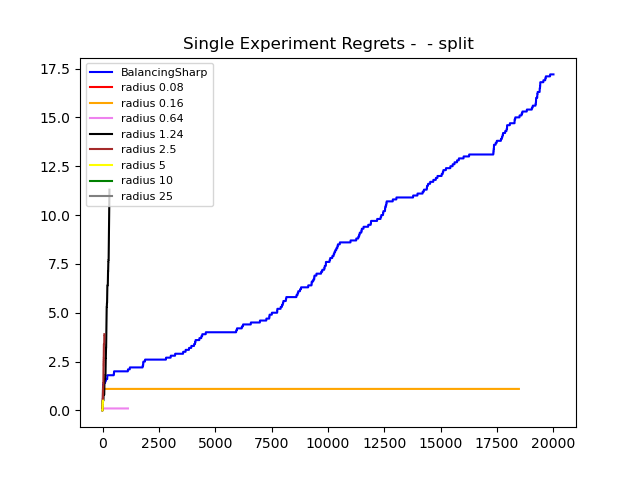 Single Experiment Regrets -  - split
17.5
15.0
12.5
10.0
7.5
5.0
2.5
0.0
BalancingSharp
radius 0.08
radius 0.16
radius 0.64
radius 1.24
radius 2.5
radius 5
radius 10
radius 25
0 2500 5000 7500 10000 12500 15000 17500 20000